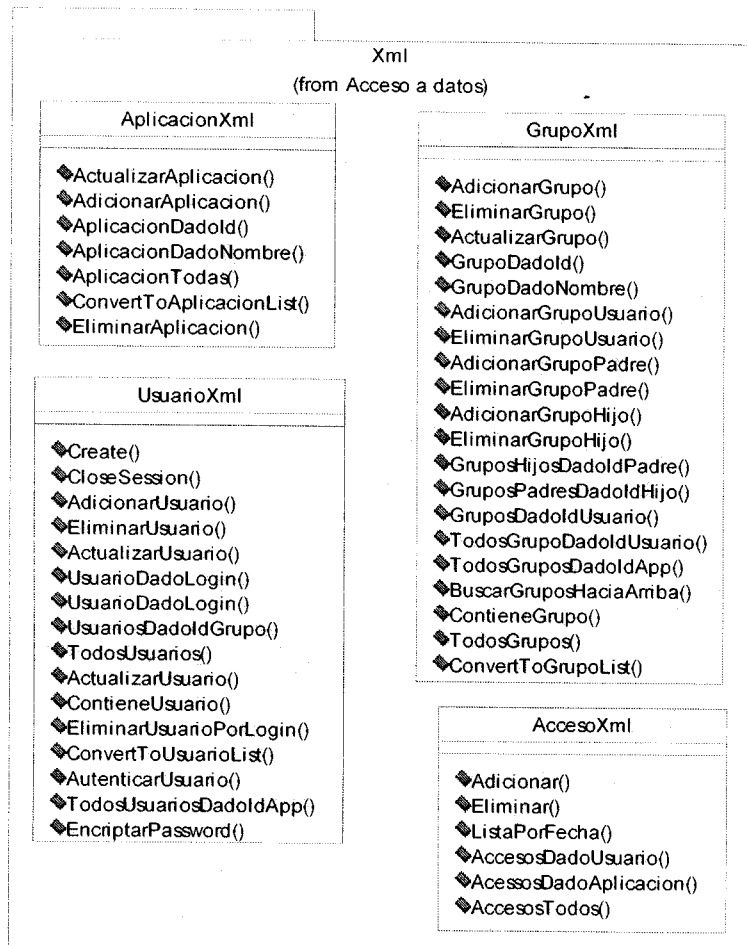 Xml
(from Acceso a datos)
AplicacionXml
ActualizarAplicacion()
AdicionarAplicacion()
AplicacionDadoId()
AplicacionDadoNombre()
AplicacionTodas()
ConvertToAplicacionList()
EliminarAplicacion()
UsuarioXml
Create()
CloseSession()
AdicionarUsuario()
EliminarUsuario()
ActualizarUsuario()
UsuarioDadoLogin()
UsuarioDadoLogin()
UsuariosDadoIdGrupo()
TodosUsuarios()
ActualizarUsuario()
ContieneUsuario()
EliminarUsuarioPorLogin()
ConvertToUsuarioList()
AutenticarUsuario()
TodosUsuariosDadoIdApp()
EncriptarPassword()
GrupoXml
AdicionarGrupo()
EliminarGrupo()
ActualizarGrupo()
GrupoDadoId()
GrupoDadoNombre()
AdicionarGrupoUsuario()
EliminarGrupoUsuario()
AdicionarGrupoPadre()
EliminarGrupoPadre()
AdicionarGrupoHijo()
EliminarGrupoHijo()
GruposHijosDadoIdPadre()
GruposPadresDadoIdHijo()
GruposDadoIdUsuario()
TodosGrupoDadoIdUsuario()
TodosGruposDadoIdApp()
BuscarGruposHaciaArriba()
ContieneGrupo()
TodosGrupos()
ConvertToGrupoList()
AccesoXml
Adicionar()
Eliminar()
ListaPorFecha()
AccesosDadoUsuario()
AcessosDadoAplicacion()
AccesosTodos()